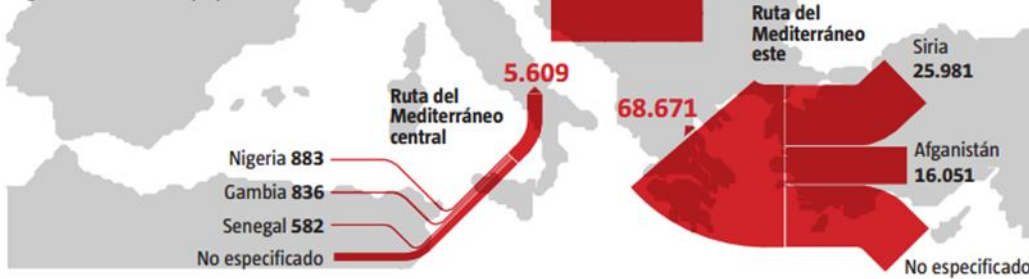 Ruta del
Mediterráneo
este
Siria
25.981
5.609
Ruta del
Mediterráneo
central
68.671
Nigeria 883
Afganistán
16.051
Gambia 836
Senegal 582
No especificado
No especificado